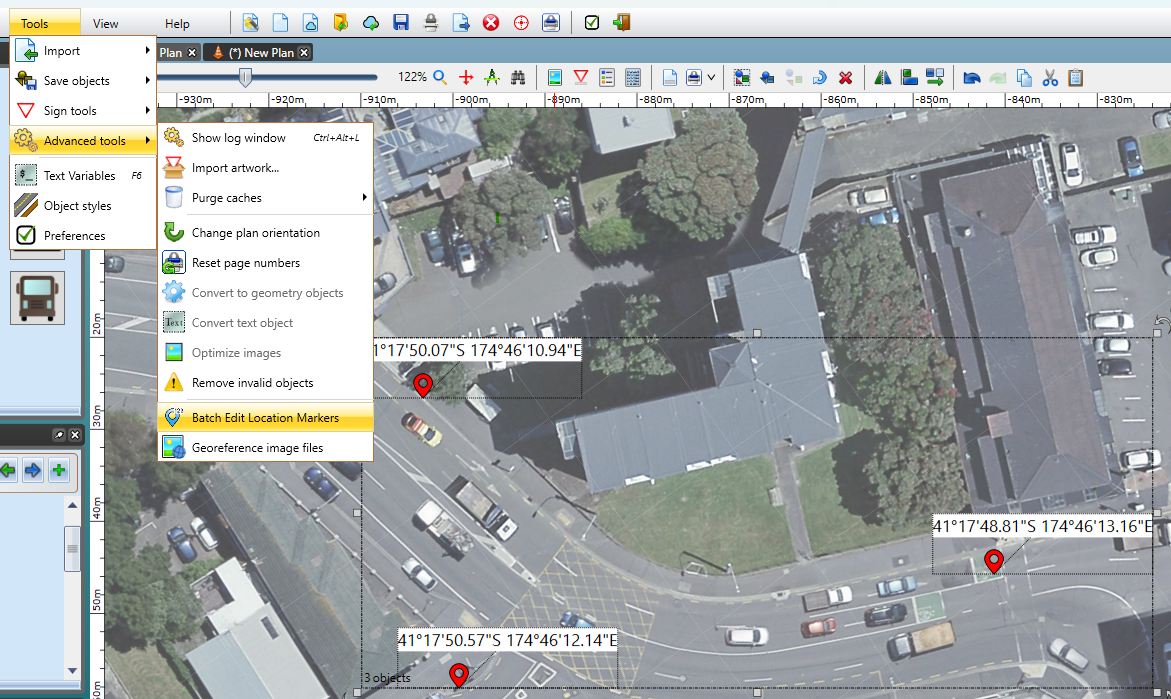 Tools View Help
Plan (*) New Plan
122%
-930m -920m -910m -900m -890m -880m -870m -860m -850m -840m -830m
Import
Save objects
Sign tools
Advanced tools
Text Variables F6
Object styles
Preferences
Show log window Ctrl+Alt+L
Import artwork...
Purge caches
Change plan orientation
Reset page numbers
Convert to geometry objects
Text Convert text object
Optimize images
Remove invalid objects
Batch Edit Location Markers
Georeference image files
20m
30m
40m
50m
60m
1°17'50.07"S 174°46'10.94"E
41°17'48.81"S 174°46'13.16"E
41°17'50.57"S 174°46'12.14"E
3 objects